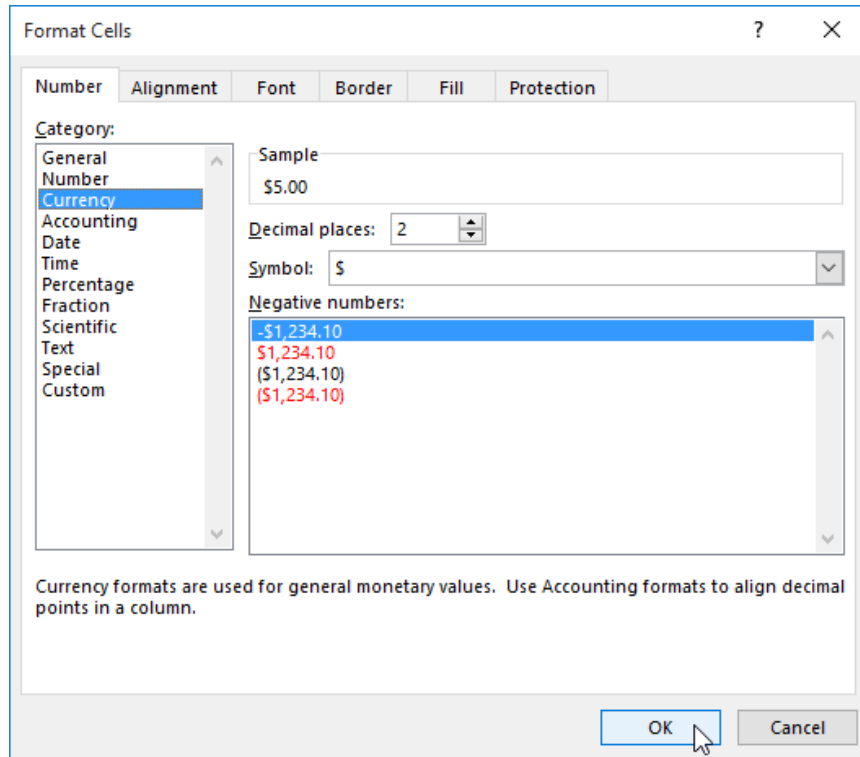 Format Cells
?
Number Alignment Font Border Fill Protection
Category:
General
Number
Currency
Accounting
Date
Time
Percentage
Fraction
Scientific
Text
Special
Custom
Sample
$5.00
Decimal places: 2
Symbol: $
Negative numbers:
-$1,234.10
$1,234.10
($1,234.10)
($1,234.10)
Currency formats are used for general monetary values. Use Accounting formats to align decimal
points in a column.
OK Cancel